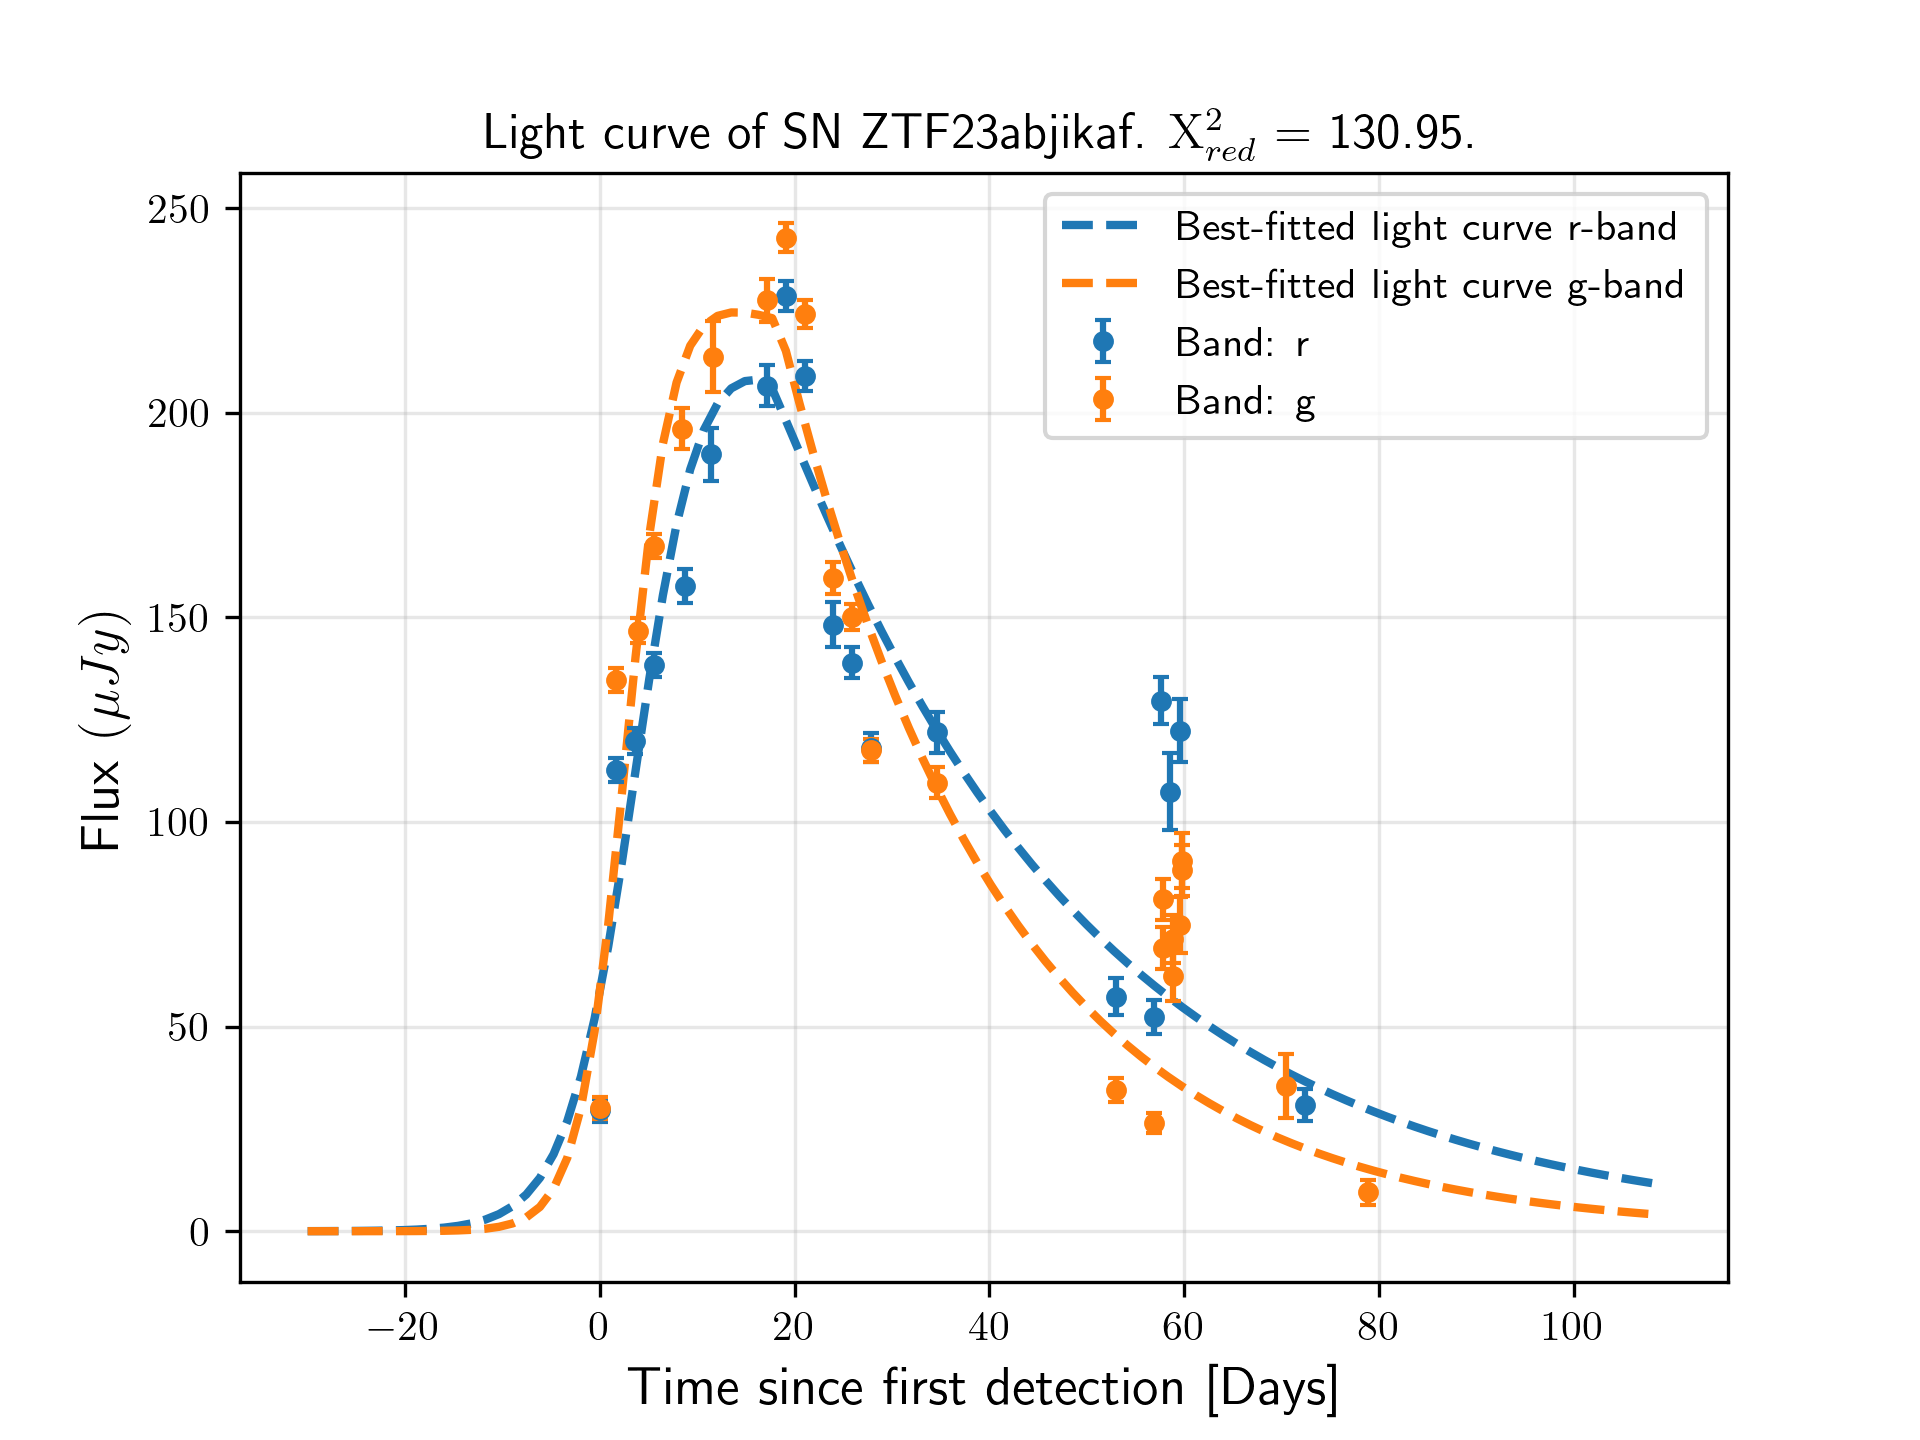 Light curve of SN ZTF23abjikaf. X²_red = 130.95.
Best-fitted light curve r-band
Best-fitted light curve g-band
Band: r
Band: g
Flux (μJy)
250
200
150
100
50
0
−20 0 20 40 60 80 100
Time since first detection [Days]